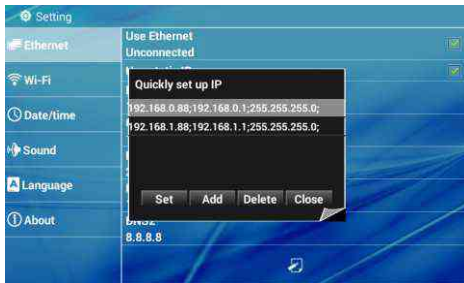 Setting
Ethernet
Wi-Fi
Date/time
Sound
Language
About
Use Ethernet
Unconnected
Quickly set up IP
192.168.0.88;192.168.0.1;255.255.255.0;
192.168.1.88;192.168.1.1;255.255.255.0;
Set Add Delete Close
DNS2
8.8.8.8